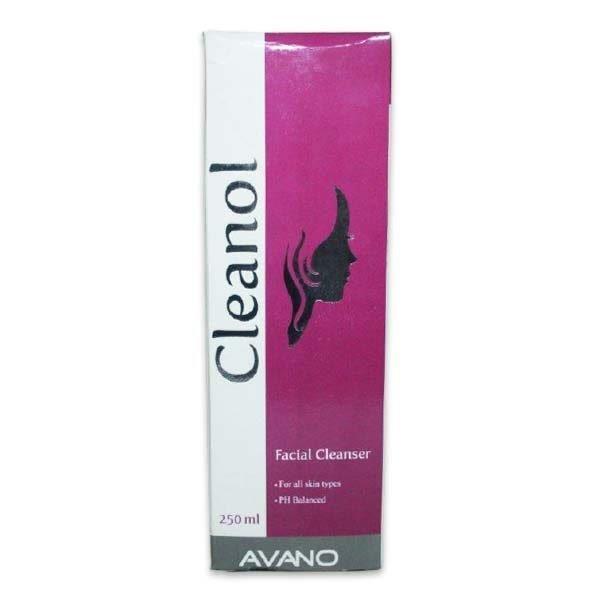 Cleanol
Facial Cleanser
• For all skin types
• PH Balanced
250 ml
AVANO